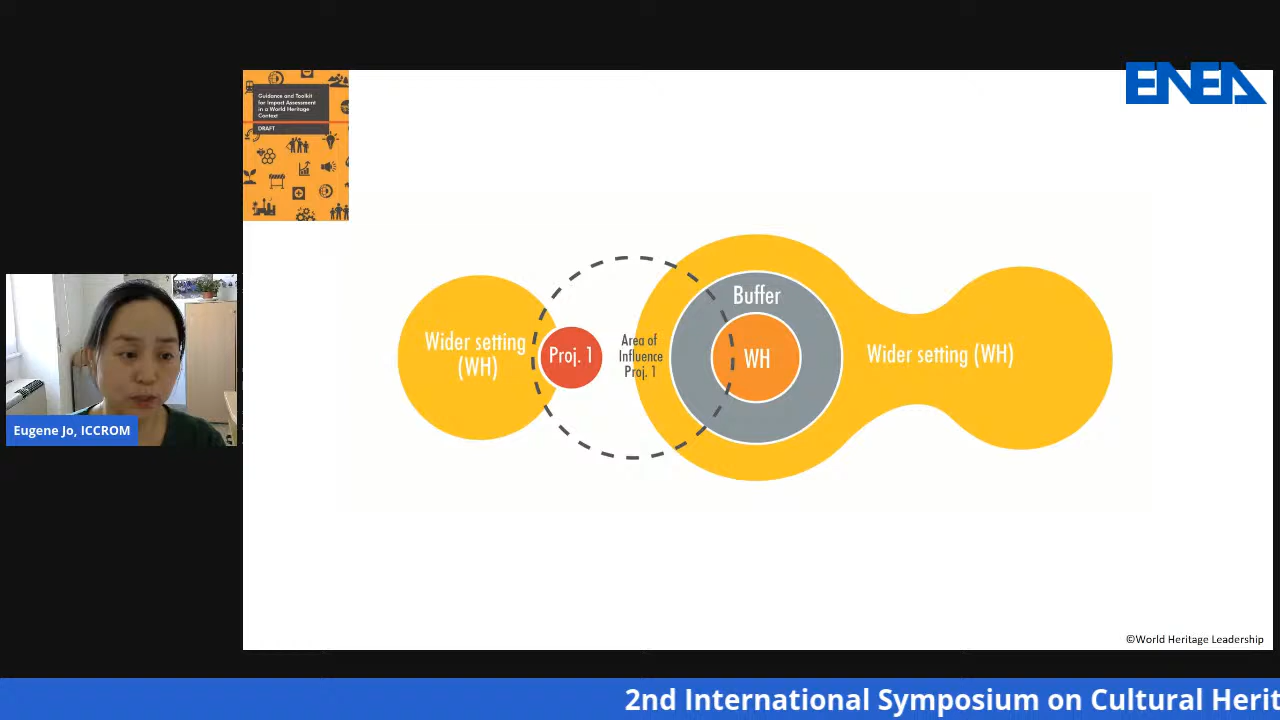 ENEA
Guidance and Toolkit
for Impact Assessment
in a World Heritage
Context
DRAFT
Buffer
Wider setting
(WH)
Proj. 1
Area of
Influence
Proj. 1
WH
Wider setting (WH)
Eugene Jo, ICCROM
©World Heritage Leadership
2nd International Symposium on Cultural Herit